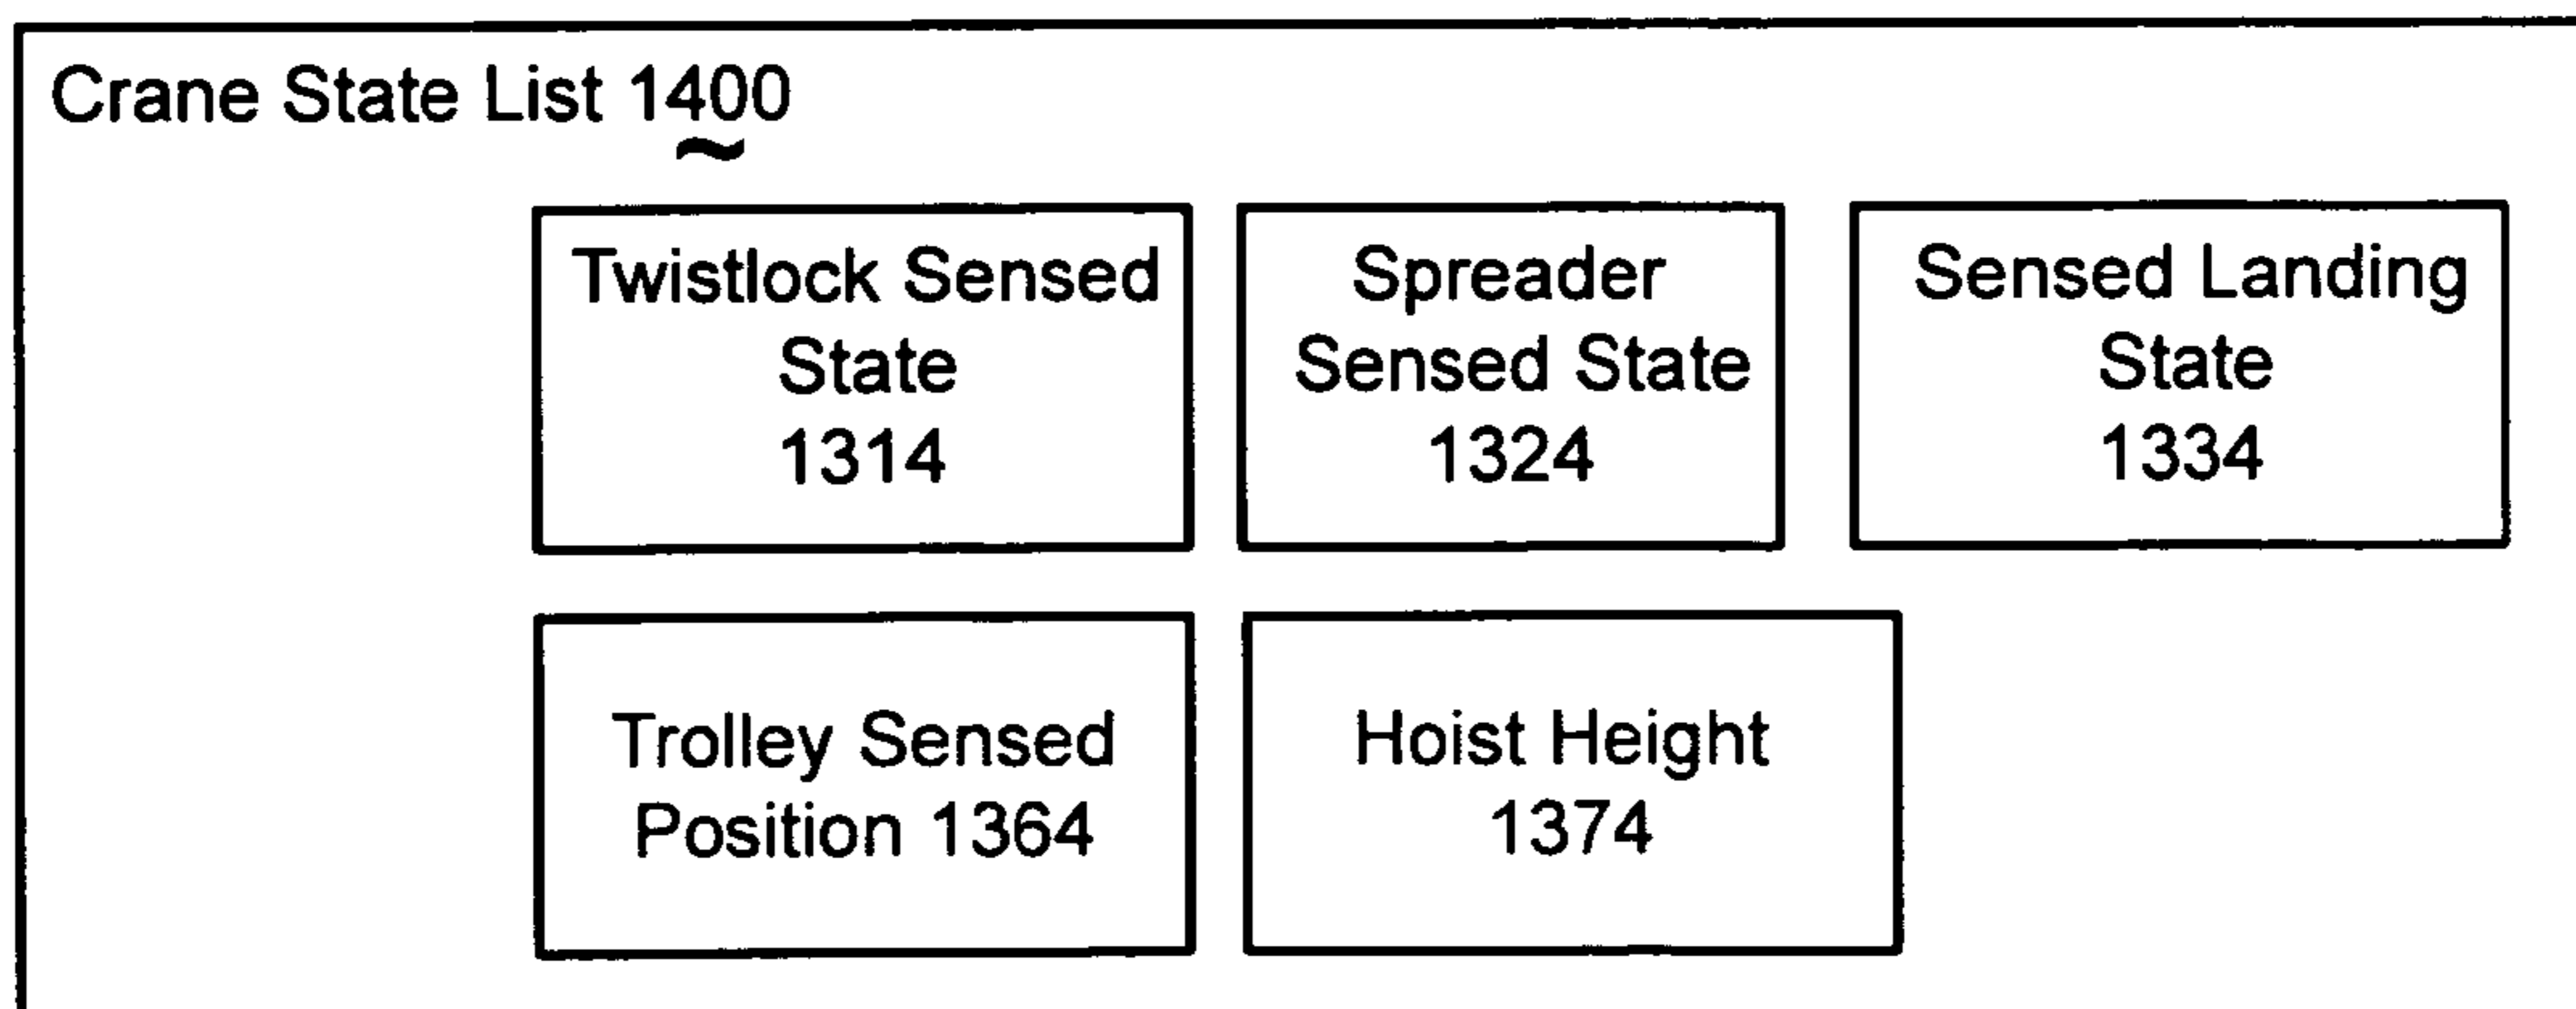 Crane State List 1400
Twistlock Sensed
State
1314
Spreader
Sensed State
1324
Sensed Landing
State
1334
Trolley Sensed
Position 1364
Hoist Height
1374